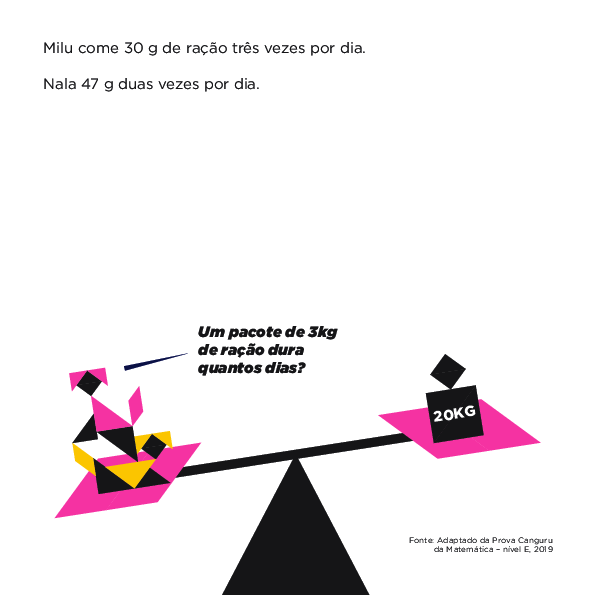 Milu come 30 g de ração três vezes por dia.
Nala 47 g duas vezes por dia.
Um pacote de 3kg
de ração dura
quantos dias?
20KG
Fonte: Adaptado da Prova Canguru
da Matemática – nível E, 2019